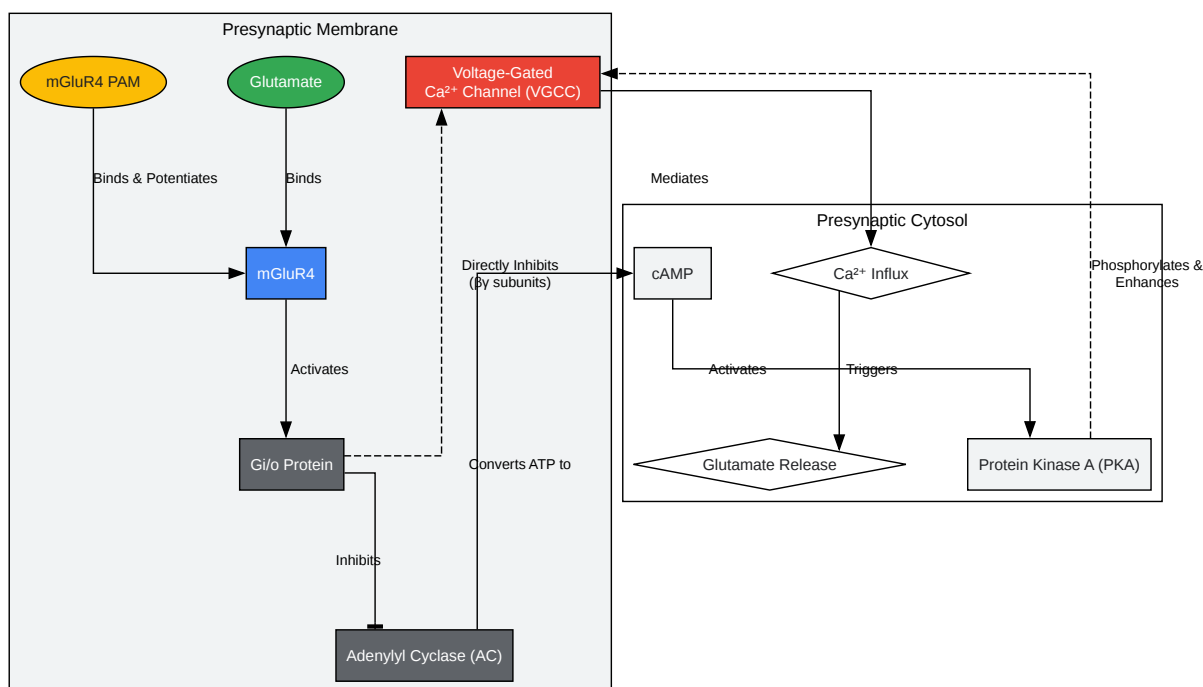 Presynaptic Membrane
mGluR4 PAM
Glutamate
Voltage-Gated
Ca²⁺ Channel (VGCC)
Binds & Potentiates
Binds
Mediates
Presynaptic Cytosol
mGluR4
Directly Inhibits
(βγ subunits)
cAMP
Ca²⁺ Influx
Phosphorylates &
Enhances
Activates
Activates
Triggers
Gi/o Protein
Converts ATP to
Glutamate Release
Protein Kinase A (PKA)
Inhibits
Adenylyl Cyclase (AC)